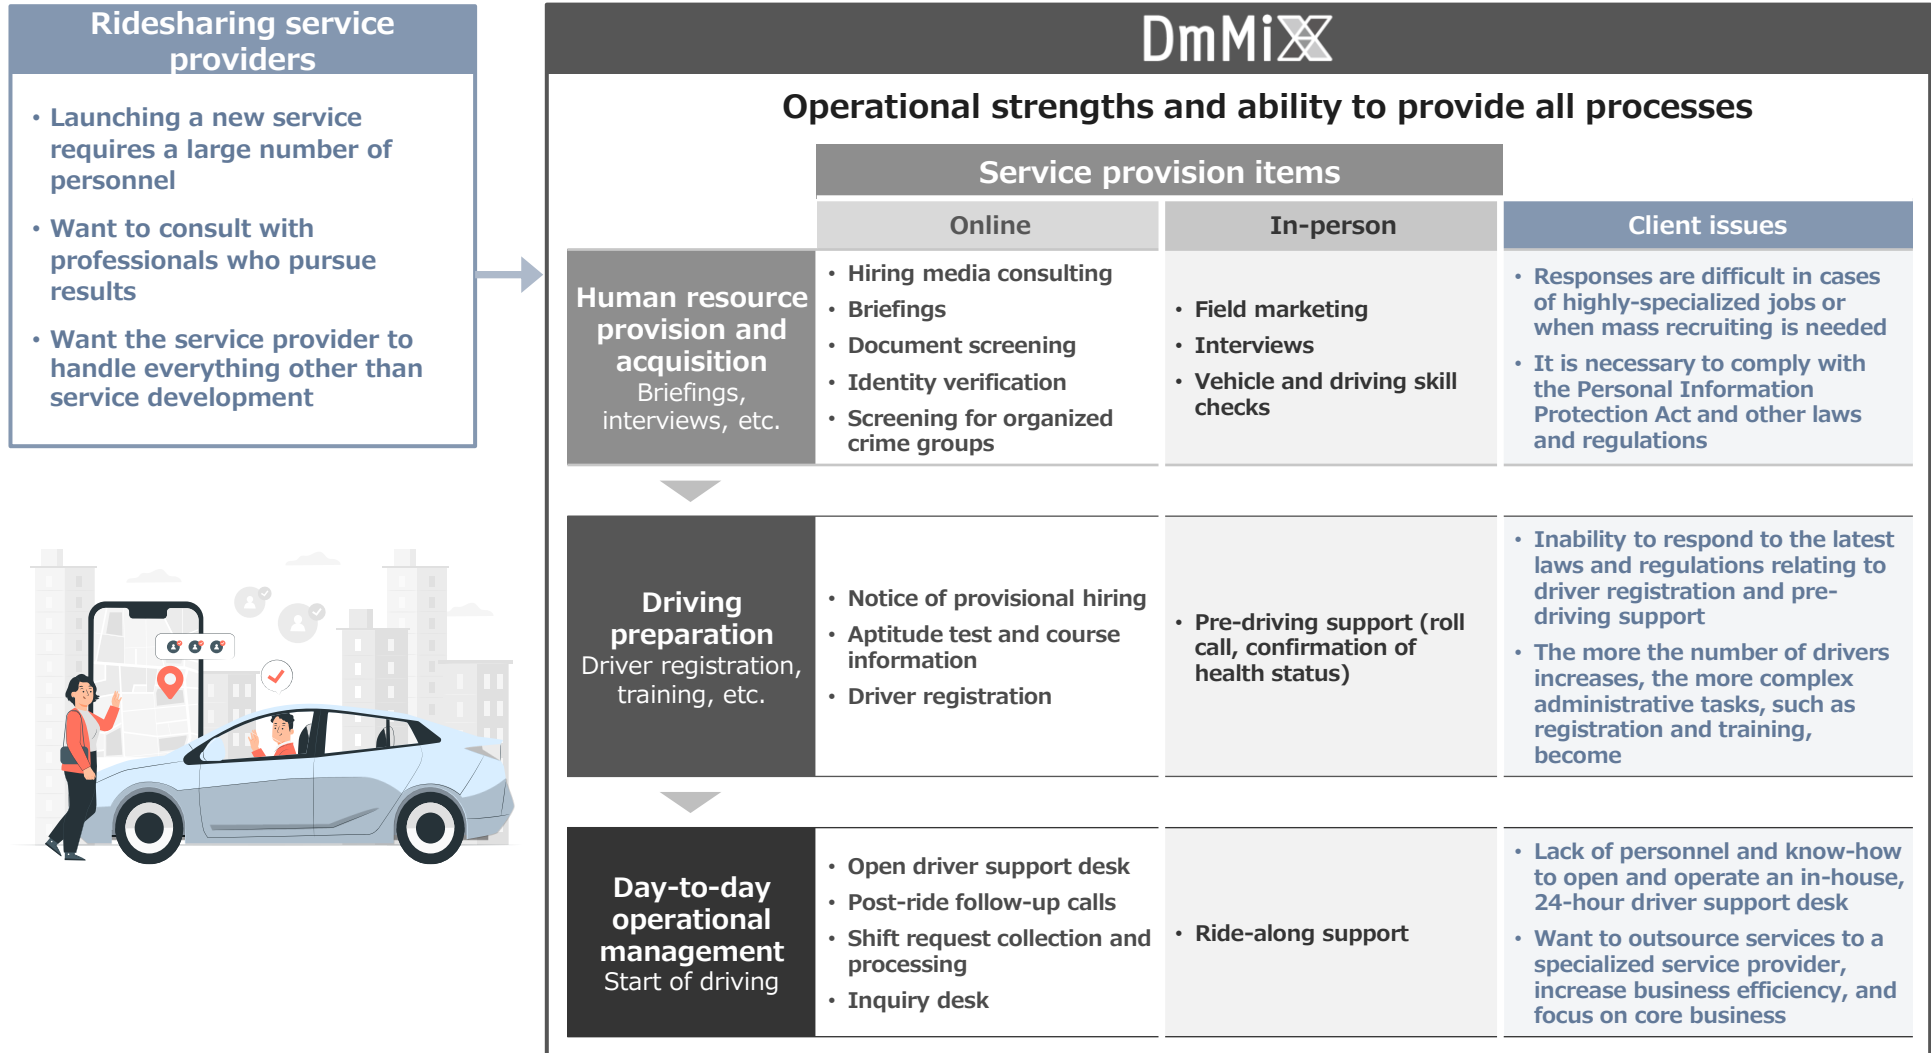 Ridesharing service
providers
• Launching a new service
requires a large number of
personnel
• Want to consult with
professionals who pursue
results
• Want the service provider to
handle everything other than
service development
DmMiX
Operational strengths and ability to provide all processes
Service provision items
Online
In-person
Client issues
Human resource
provision and
acquisition
Briefings,
interviews, etc.
• Hiring media consulting
• Briefings
• Document screening
• Identity verification
• Screening for organized
crime groups
• Field marketing
• Interviews
• Vehicle and driving skill
checks
• Responses are difficult in cases
of highly-specialized jobs or
when mass recruiting is needed
• It is necessary to comply with
the Personal Information
Protection Act and other laws
and regulations
Driving
preparation
Driver registration,
training, etc.
• Notice of provisional hiring
• Aptitude test and course
information
• Driver registration
• Pre-driving support (roll
call, confirmation of
health status)
• Inability to respond to the latest
laws and regulations relating to
driver registration and pre-
driving support
• The more the number of drivers
increases, the more complex
administrative tasks, such as
registration and training,
become
Day-to-day
operational
management
Start of driving
• Open driver support desk
• Post-ride follow-up calls
• Shift request collection and
processing
• Inquiry desk
• Ride-along support
• Lack of personnel and know-how
to open and operate an in-house,
24-hour driver support desk
• Want to outsource services to a
specialized service provider,
increase business efficiency, and
focus on core business